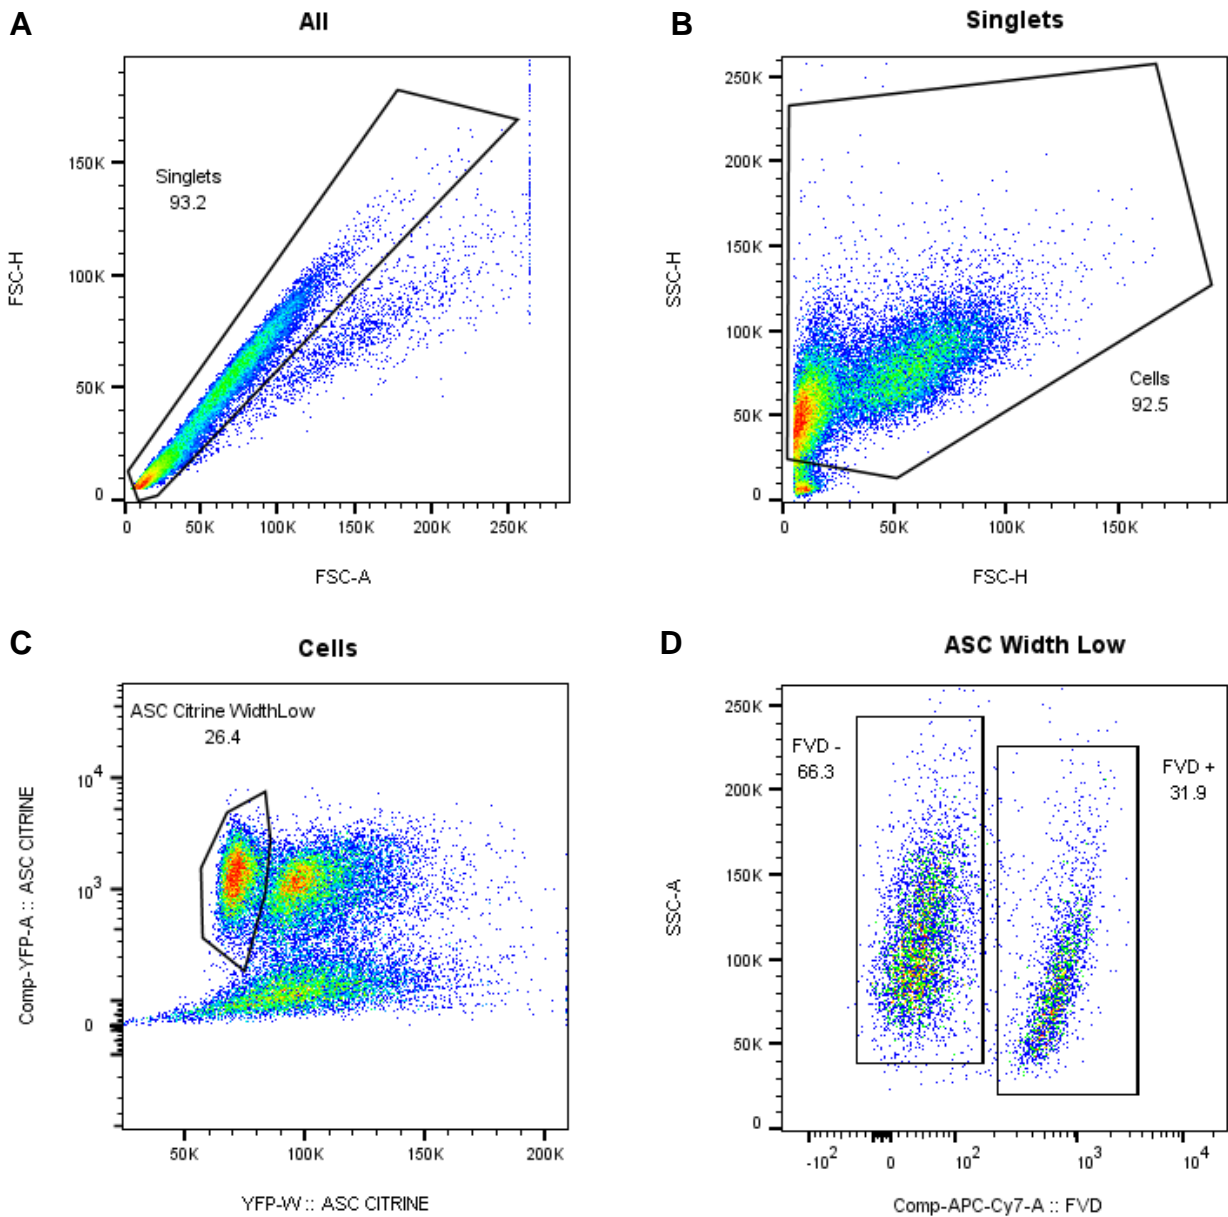 A
All
Singlets
93.2
150K
100K
50K
0
FSC-H
0 50K 100K 150K 200K 250K
FSC-A
B
Singlets
250K
200K
150K
100K
50K
0
SSC-H
Cells
92.5
0 50K 100K 150K
FSC-H
C
Cells
ASC Citrine WidthLow
26.4
10^4
10^3
0
Comp-YFP-A :: ASC CITRINE
50K 100K 150K 200K
YFP-W :: ASC CITRINE
D
ASC Width Low
250K
200K
150K
100K
50K
0
SSC-A
FVD -
66.3
FVD +
31.9
-10^2 0 10^2 10^3 10^4
Comp-APC-Cy7-A :: FVD